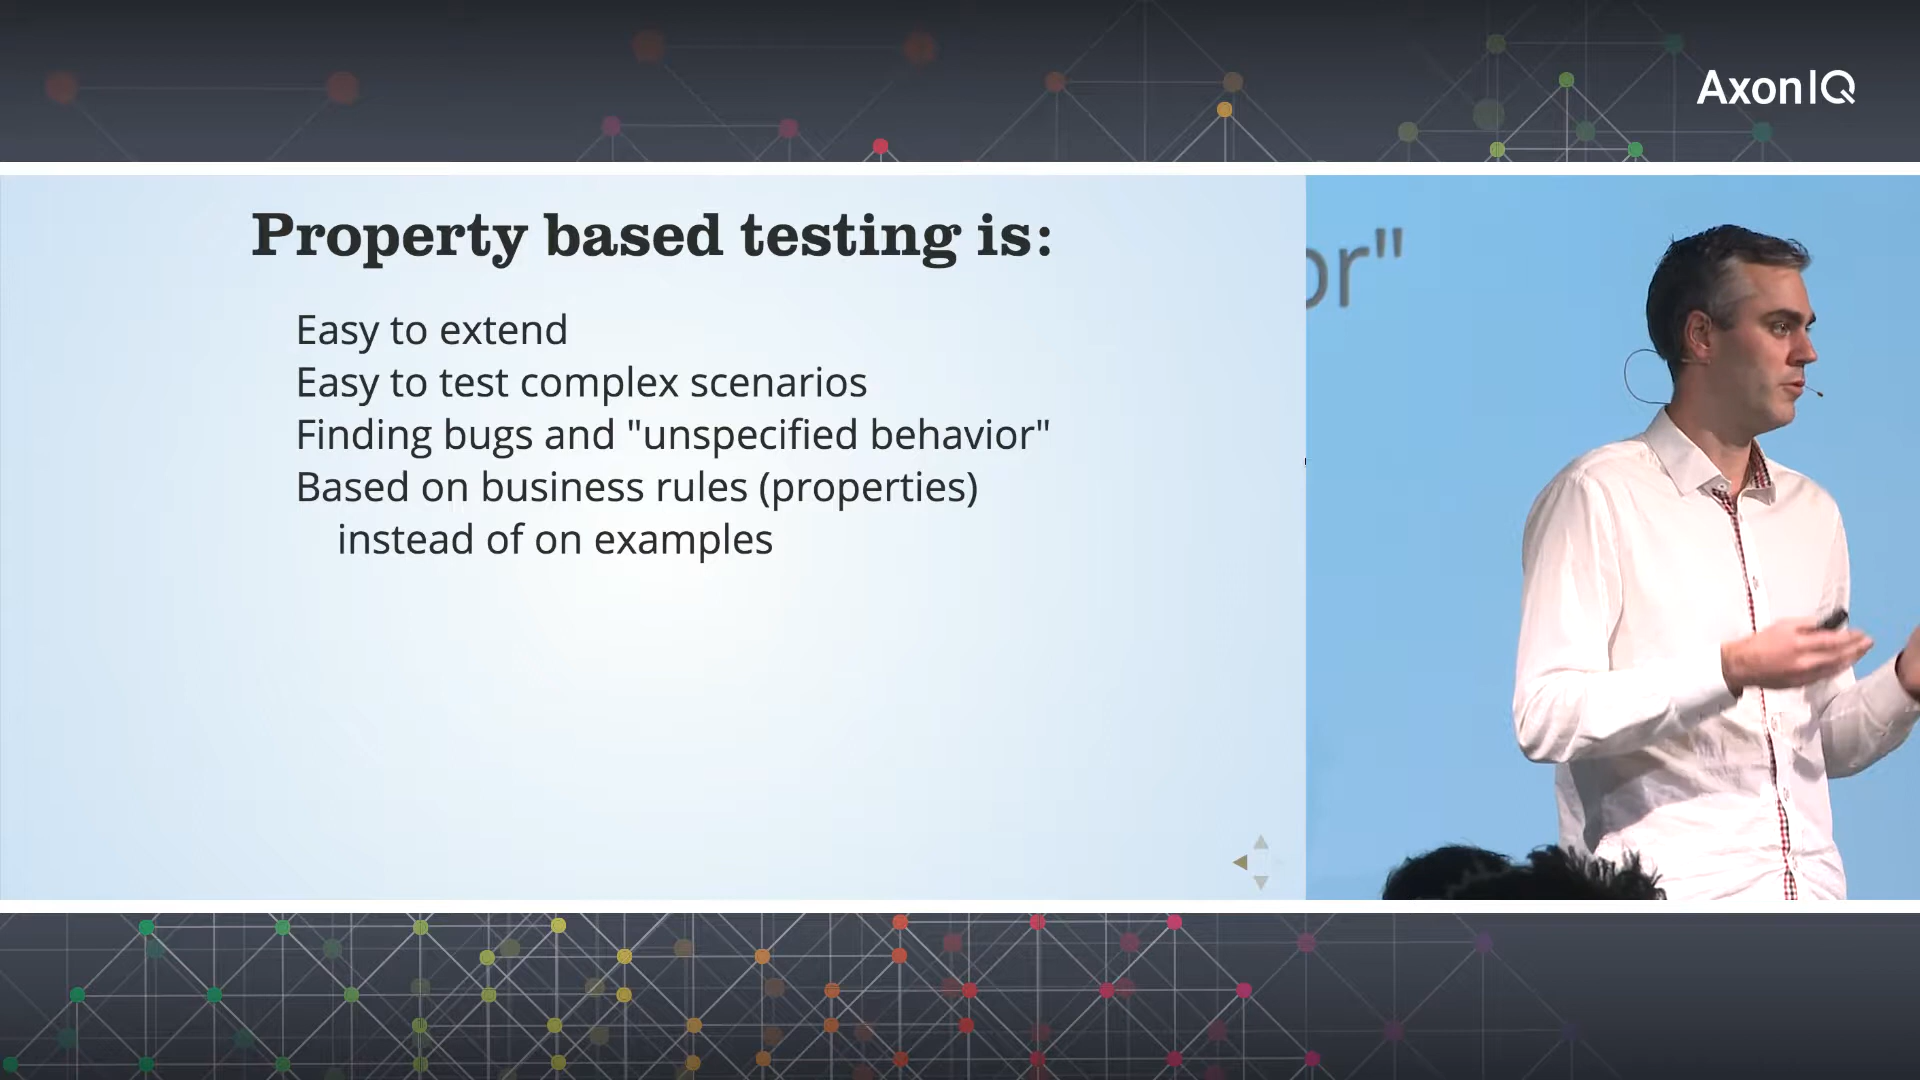 AxonIQ
Property based testing is:
Easy to extend
Easy to test complex scenarios
Finding bugs and "unspecified behavior"
Based on business rules (properties)
instead of on examples
or"